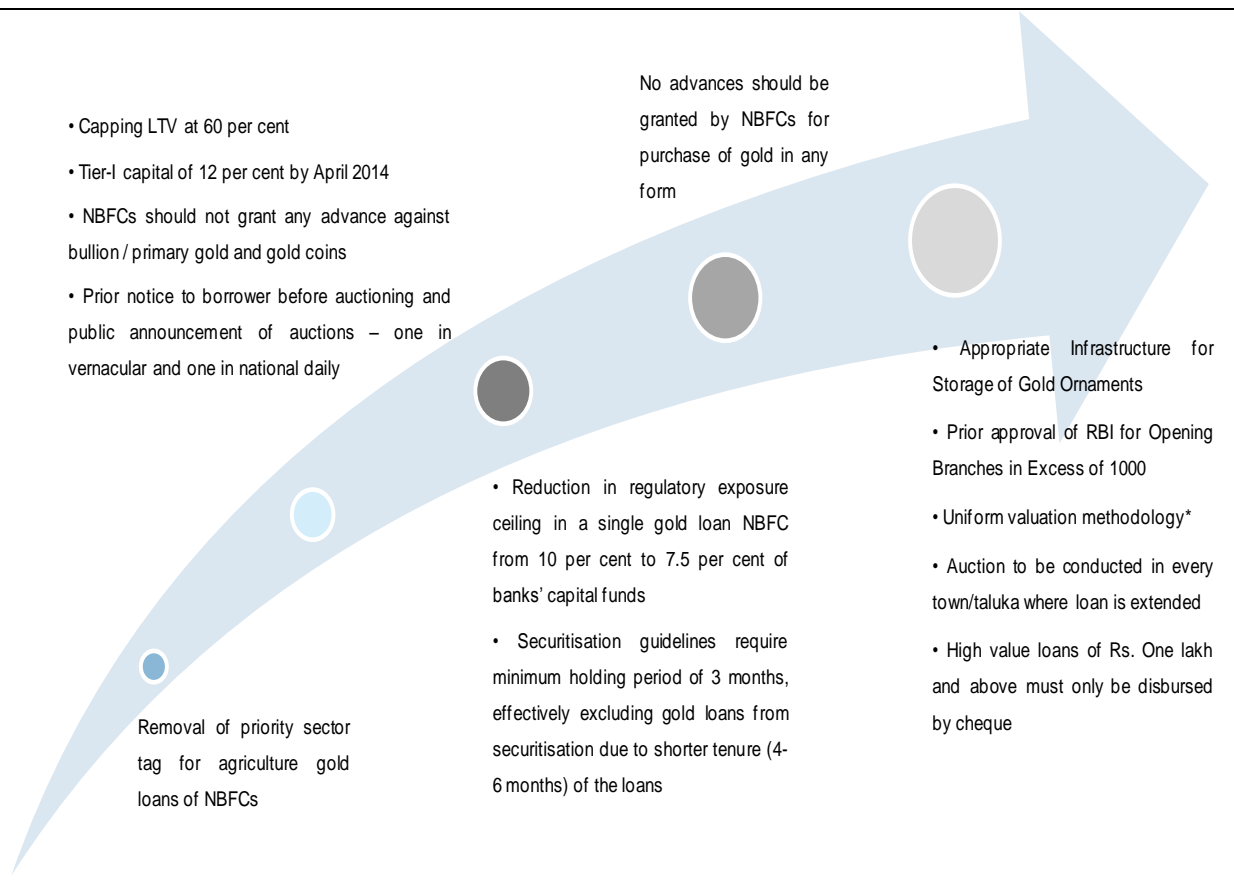 • Capping LTV at 60 per cent
• Tier-I capital of 12 per cent by April 2014
• NBFCs should not grant any advance against
bullion / primary gold and gold coins
• Prior notice to borrower before auctioning and
public announcement of auctions – one in
vernacular and one in national daily
No advances should be
granted by NBFCs for
purchase of gold in any
form
Removal of priority sector
tag for agriculture gold
loans of NBFCs
• Reduction in regulatory exposure
ceiling in a single gold loan NBFC
from 10 per cent to 7.5 per cent of
banks' capital funds
• Securitisation guidelines require
minimum holding period of 3 months,
effectively excluding gold loans from
securitisation due to shorter tenure (4-
6 months) of the loans
• Appropriate Infrastructure for
Storage of Gold Ornaments
• Prior approval of RBI for Opening
Branches in Excess of 1000
• Uniform valuation methodology*
• Auction to be conducted in every
town/taluka where loan is extended
• High value loans of Rs. One lakh
and above must only be disbursed
by cheque